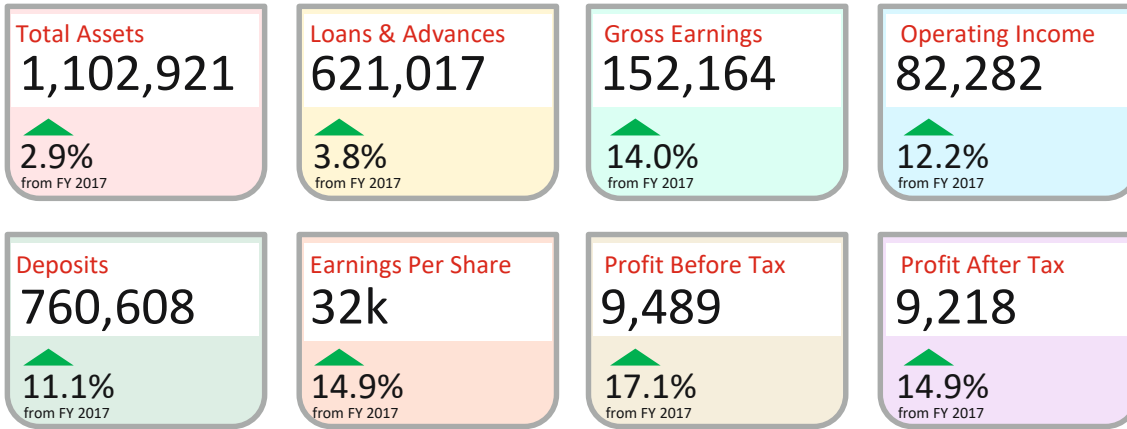 Total Assets
1,102,921
2.9%
from FY 2017
Loans & Advances
621,017
3.8%
from FY 2017
Gross Earnings
152,164
14.0%
from FY 2017
Operating Income
82,282
12.2%
from FY 2017
Deposits
760,608
11.1%
from FY 2017
Earnings Per Share
32k
14.9%
from FY 2017
Profit Before Tax
9,489
17.1%
from FY 2017
Profit After Tax
9,218
14.9%
from FY 2017